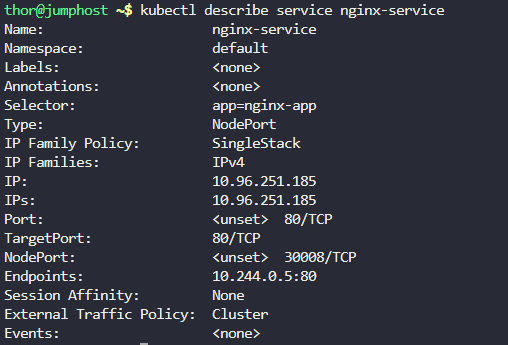 thor@jumphost ~$ kubectl describe service nginx-service
Name:                     nginx-service
Namespace:                default
Labels:                   <none>
Annotations:              <none>
Selector:                 app=nginx-app
Type:                     NodePort
IP Family Policy:         SingleStack
IP Families:              IPv4
IP:                       10.96.251.185
IPs:                      10.96.251.185
Port:                     <unset>  80/TCP
TargetPort:               80/TCP
NodePort:                 <unset>  30008/TCP
Endpoints:                10.244.0.5:80
Session Affinity:         None
External Traffic Policy:  Cluster
Events:                   <none>